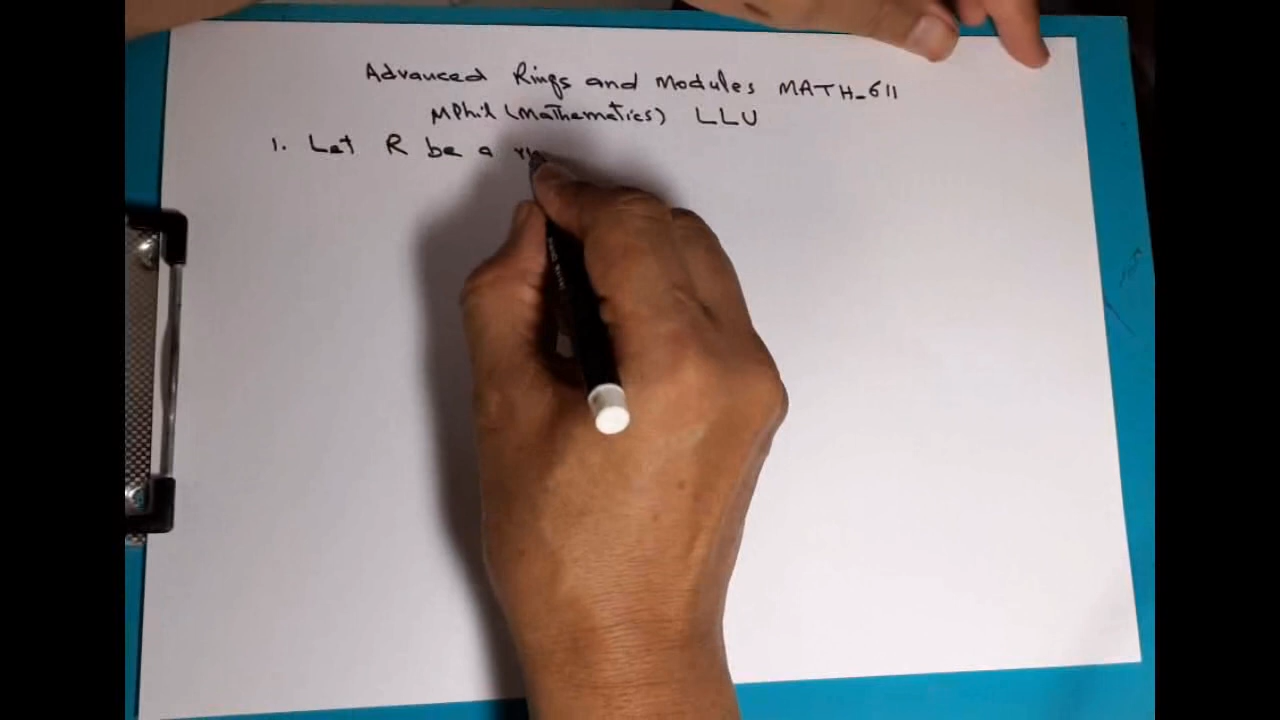 Advanced Rings and Modules MATH-611
MPhil (Mathematics) LLU
1. Let R be a